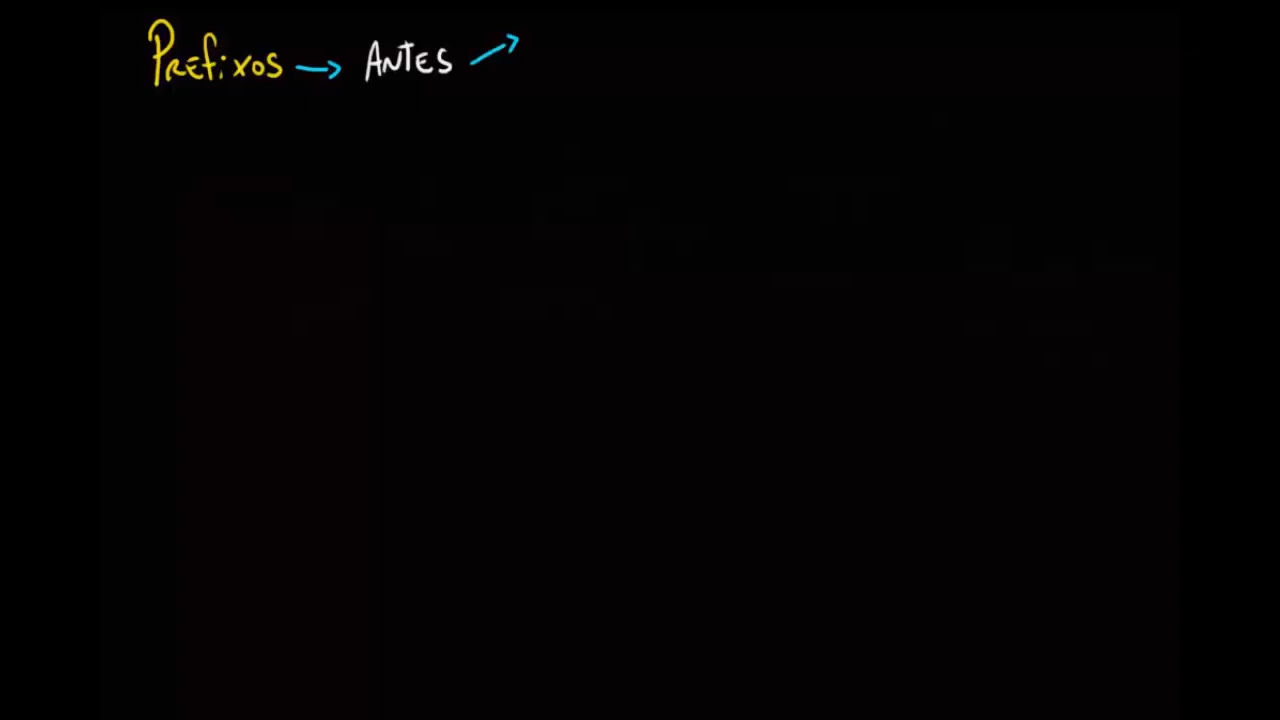 Prefixos → Antes →